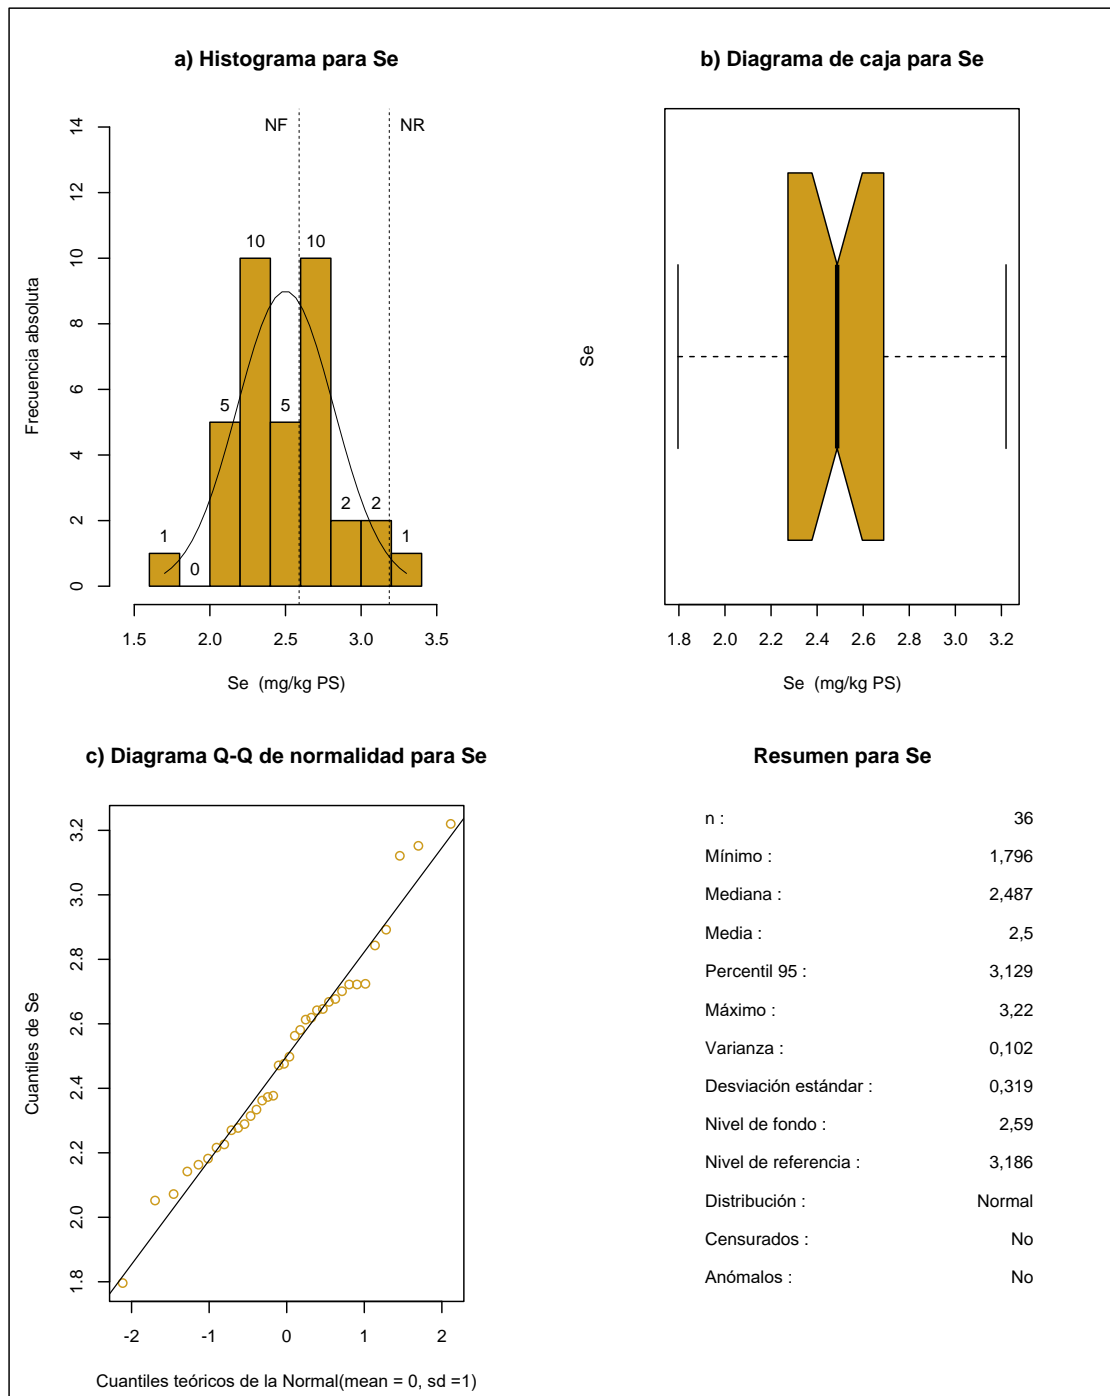 a) Histograma para Se
NF
NR
14
12
10
8
6
4
2
0
1
0
5
10
5
10
2
2
1
Frecuencia absoluta
1.5 2.0 2.5 3.0 3.5
Se (mg/kg PS)
b) Diagrama de caja para Se
Se
1.8 2.0 2.2 2.4 2.6 2.8 3.0 3.2
Se (mg/kg PS)
c) Diagrama Q-Q de normalidad para Se
Cuantiles de Se
3.2
3.0
2.8
2.6
2.4
2.2
2.0
1.8
-2 -1 0 1 2
Cuantiles teóricos de la Normal(mean = 0, sd =1)
Resumen para Se
n : 36
Mínimo : 1,796
Mediana : 2,487
Media : 2,5
Percentil 95 : 3,129
Máximo : 3,22
Varianza : 0,102
Desviación estándar : 0,319
Nivel de fondo : 2,59
Nivel de referencia : 3,186
Distribución : Normal
Censurados : No
Anómalos : No